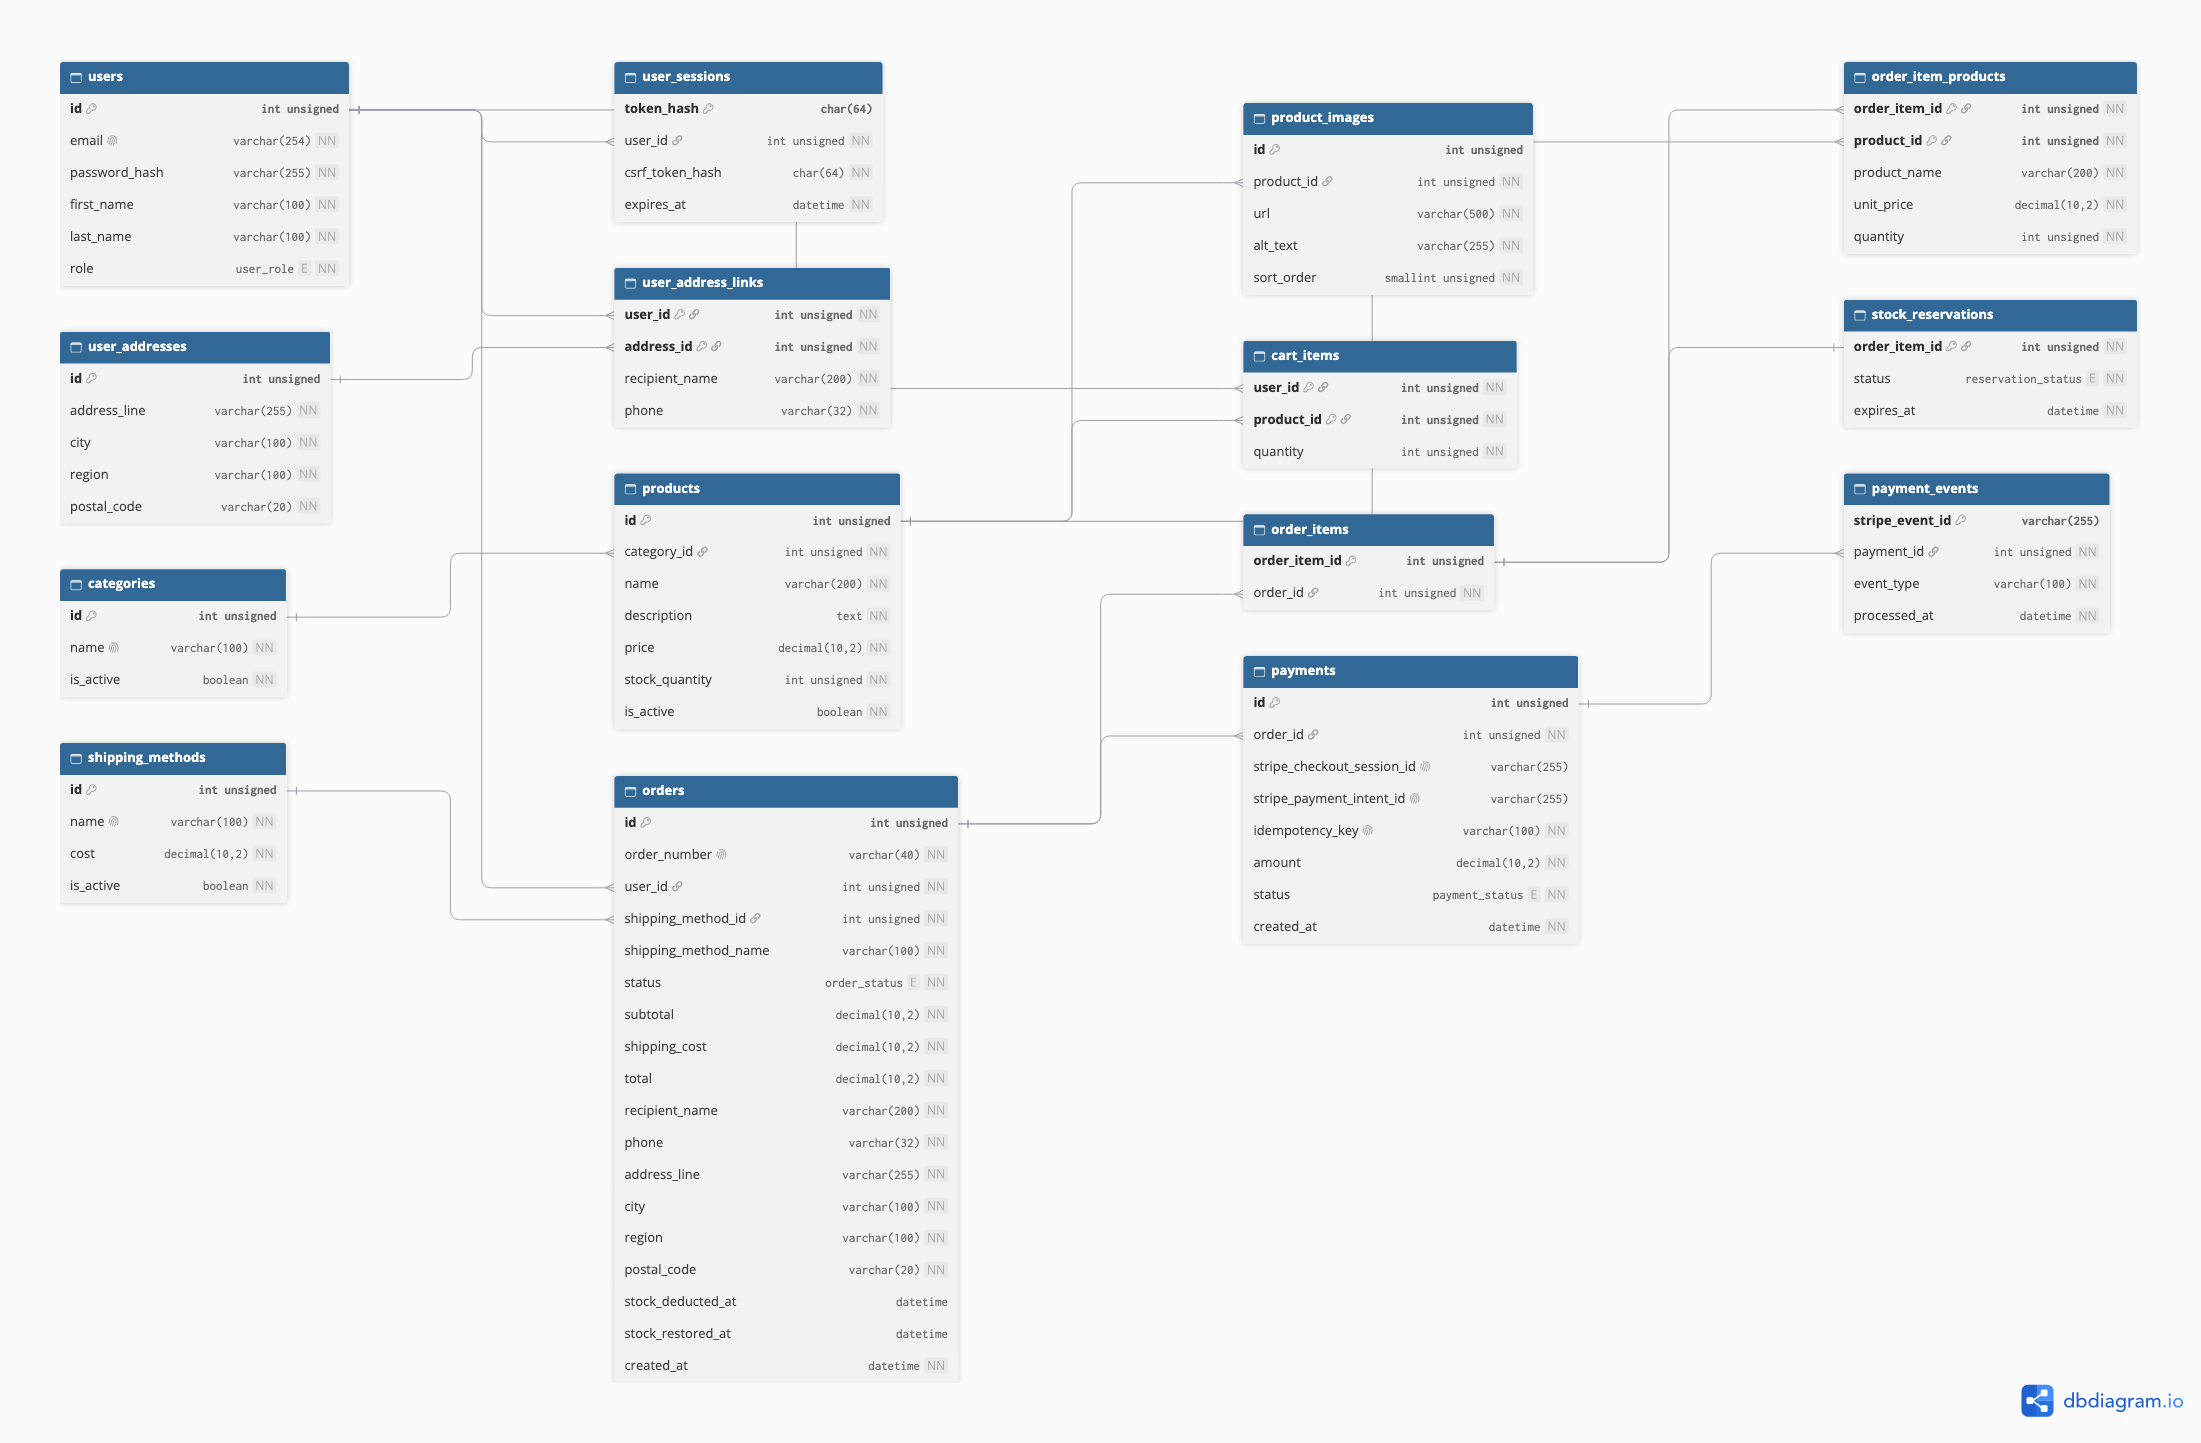 users
id int unsigned
email varchar(254) NN
password_hash varchar(255) NN
first_name varchar(100) NN
last_name varchar(100) NN
role user_role E NN
user_addresses
id int unsigned
address_line varchar(255) NN
city varchar(100) NN
region varchar(100) NN
postal_code varchar(20) NN
categories
id int unsigned
name varchar(100) NN
is_active boolean NN
shipping_methods
id int unsigned
name varchar(100) NN
cost decimal(10,2) NN
is_active boolean NN
user_sessions
token_hash char(64)
user_id int unsigned NN
csrf_token_hash char(64) NN
expires_at datetime NN
user_address_links
user_id int unsigned NN
address_id int unsigned NN
recipient_name varchar(200) NN
phone varchar(32) NN
products
id int unsigned
category_id int unsigned NN
name varchar(200) NN
description text NN
price decimal(10,2) NN
stock_quantity int unsigned NN
is_active boolean NN
orders
id int unsigned
order_number varchar(40) NN
user_id int unsigned NN
shipping_method_id int unsigned NN
shipping_method_name varchar(100) NN
status order_status E NN
subtotal decimal(10,2) NN
shipping_cost decimal(10,2) NN
total decimal(10,2) NN
recipient_name varchar(200) NN
phone varchar(32) NN
address_line varchar(255) NN
city varchar(100) NN
region varchar(100) NN
postal_code varchar(20) NN
stock_deducted_at datetime
stock_restored_at datetime
created_at datetime NN
product_images
id int unsigned
product_id int unsigned NN
url varchar(500) NN
alt_text varchar(255) NN
sort_order smallint unsigned NN
cart_items
user_id int unsigned NN
product_id int unsigned NN
quantity int unsigned NN
order_items
order_item_id int unsigned
order_id int unsigned NN
payments
id int unsigned
order_id int unsigned NN
stripe_checkout_session_id varchar(255)
stripe_payment_intent_id varchar(255)
idempotency_key varchar(100) NN
amount decimal(10,2) NN
status payment_status E NN
created_at datetime NN
order_item_products
order_item_id int unsigned NN
product_id int unsigned NN
product_name varchar(200) NN
unit_price decimal(10,2) NN
quantity int unsigned NN
stock_reservations
order_item_id int unsigned NN
status reservation_status E NN
expires_at datetime NN
payment_events
stripe_event_id varchar(255)
payment_id int unsigned NN
event_type varchar(100) NN
processed_at datetime NN
dbdiagram.io